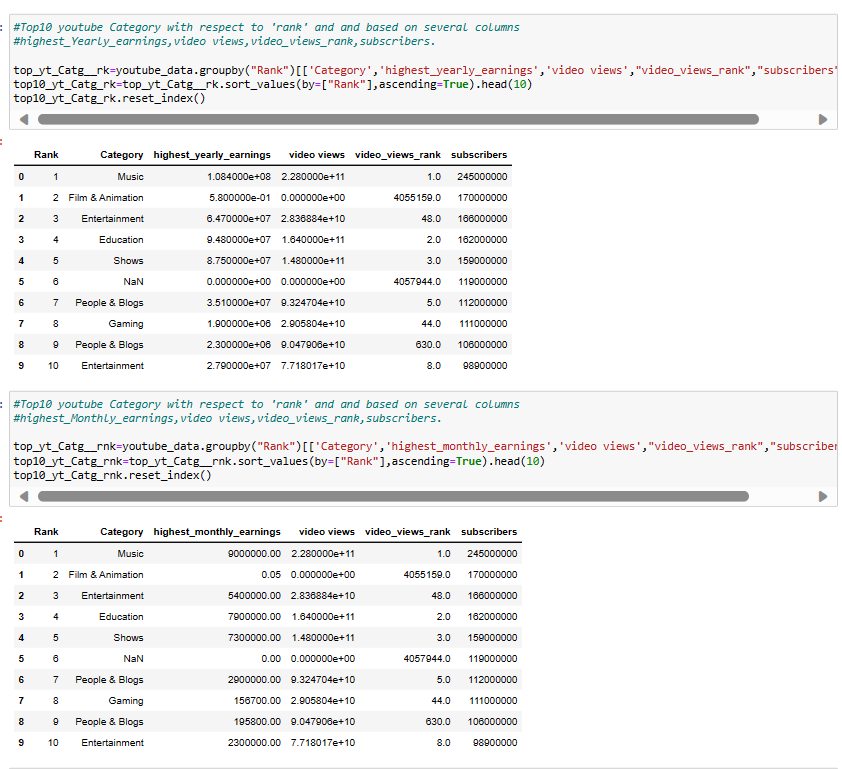 #Top10 youtube Category with respect to 'rank' and and based on several columns
#highest_Yearly_earnings,video views,video_views_rank,subscribers.
top_yt_Catg__rk=youtube_data.groupby("Rank")[['Category','highest_yearly_earnings','video views',"video_views_rank","subscribers"
top10_yt_Catg_rk=top_yt_Catg__rk.sort_values(by=["Rank"],ascending=True).head(10)
top10_yt_Catg_rk.reset_index()
Rank Category highest_yearly_earnings video views video_views_rank subscribers
0 1 Music 1.084000e+08 2.280000e+11 1.0 245000000
1 2 Film & Animation 5.800000e-01 0.000000e+00 4055159.0 170000000
2 3 Entertainment 6.470000e+07 2.836884e+10 48.0 166000000
3 4 Education 9.480000e+07 1.640000e+11 2.0 162000000
4 5 Shows 8.750000e+07 1.480000e+11 3.0 159000000
5 6 NaN 0.000000e+00 0.000000e+00 4057944.0 119000000
6 7 People & Blogs 3.510000e+07 9.324704e+10 5.0 112000000
7 8 Gaming 1.900000e+06 2.905804e+10 44.0 111000000
8 9 People & Blogs 2.300000e+06 9.047906e+10 630.0 106000000
9 10 Entertainment 2.790000e+07 7.718017e+10 8.0 98900000
#Top10 youtube Category with respect to 'rank' and and based on several columns
#highest_Monthly_earnings,video views,video_views_rank,subscribers.
top_yt_Catg__rnk=youtube_data.groupby("Rank")[['Category','highest_monthly_earnings','video views',"video_views_rank","subscriber
top10_yt_Catg_rnk=top_yt_Catg__rnk.sort_values(by=["Rank"],ascending=True).head(10)
top10_yt_Catg_rnk.reset_index()
Rank Category highest_monthly_earnings video views video_views_rank subscribers
0 1 Music 9000000.00 2.280000e+11 1.0 245000000
1 2 Film & Animation 0.05 0.000000e+00 4055159.0 170000000
2 3 Entertainment 5400000.00 2.836884e+10 48.0 166000000
3 4 Education 7900000.00 1.640000e+11 2.0 162000000
4 5 Shows 7300000.00 1.480000e+11 3.0 159000000
5 6 NaN 0.00 0.000000e+00 4057944.0 119000000
6 7 People & Blogs 2900000.00 9.324704e+10 5.0 112000000
7 8 Gaming 156700.00 2.905804e+10 44.0 111000000
8 9 People & Blogs 195800.00 9.047906e+10 630.0 106000000
9 10 Entertainment 2300000.00 7.718017e+10 8.0 98900000